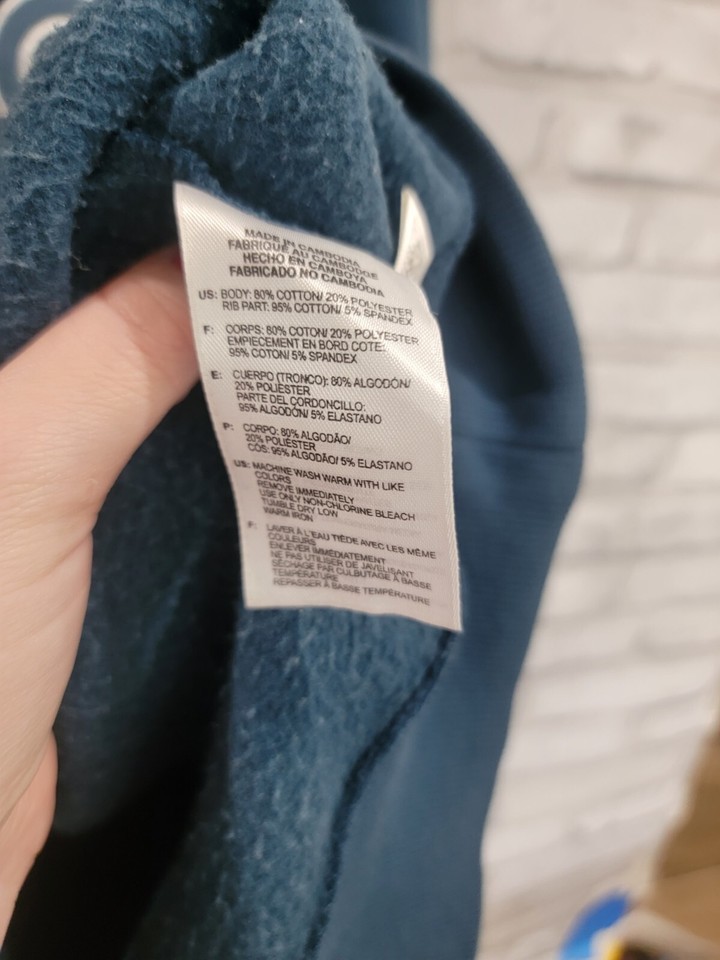 MADE IN CAMBODIA
FABRIQUÉ AU CAMBODGE
HECHO EN CAMBOYA
FABRICADO NO CAMBODIA
US: BODY: 80% COTTON/ 20% POLYESTER
RIB PART: 95% COTTON/ 5% SPANDEX
F: CORPS: 80% COTON/ 20% POLYESTER
EMPIECEMENT EN BORD COTE:
95% COTON/ 5% SPANDEX
E: CUERPO (TRONCO): 80% ALGODÓN/
20% POLIÉSTER
PARTE DEL CORDONCILLO:
95% ALGODÓN/ 5% ELASTANO
P: CORPO: 80% ALGODÃO/
20% POLIÉSTER
CÓS: 95% ALGODÃO/ 5% ELASTANO
US: MACHINE WASH WARM WITH LIKE
COLORS
REMOVE IMMEDIATELY
USE ONLY NON-CHLORINE BLEACH
TUMBLE DRY LOW
WARM IRON
F: LAVER À L'EAU TIÈDE AVEC LES MÊME
COULEURS
ENLEVER IMMÉDIATEMENT
NE PAS UTILISER DE JAVELISANT
SÉCHAGE PAR CULBUTAGE À BASSE
TEMPÉRATURE
REPASSER À BASSE TEMPÉRATURE